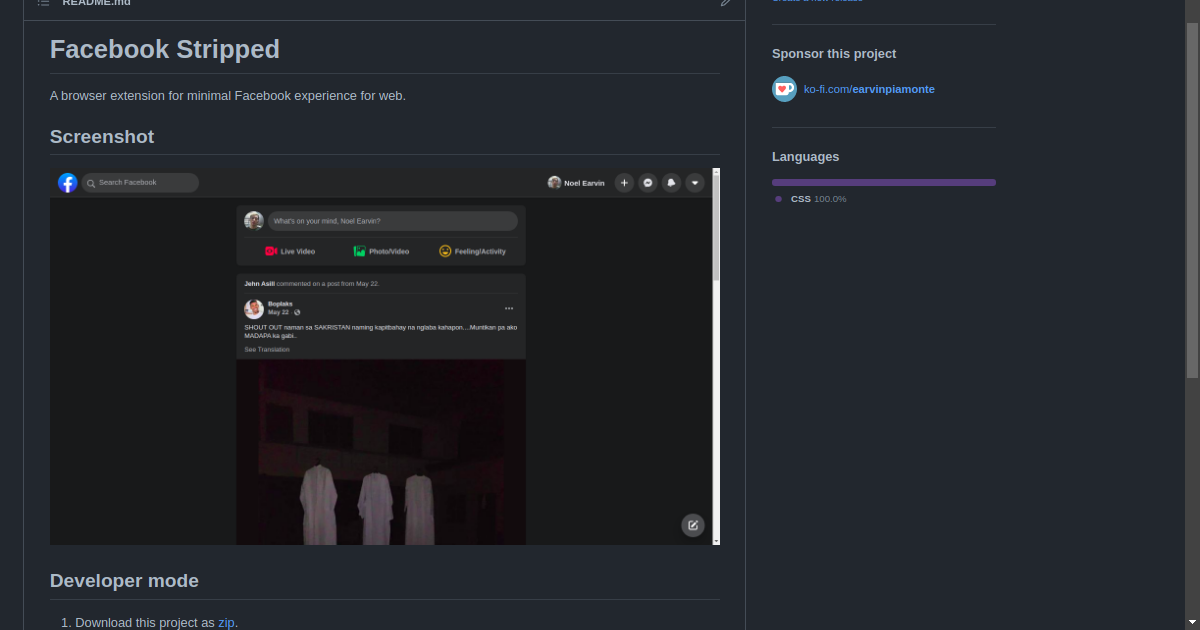 README.md
Create a new release
Facebook Stripped
A browser extension for minimal Facebook experience for web.
Screenshot
Search Facebook
Noel Earvin
What's on your mind, Noel Earvin?
Live Video
Photo/Video
Feeling/Activity
Jehn Asill commented on a post from May 22.
Boplaks
May 22
SHOUT OUT naman sa SAKRISTAN naming kapitbahay na nglaba kahapon....Muntikan pa ako
MADAPA ka gabi..
See Translation
Developer mode
1. Download this project as zip.
Sponsor this project
ko-fi.com/earvinpiamonte
Languages
CSS 100.0%